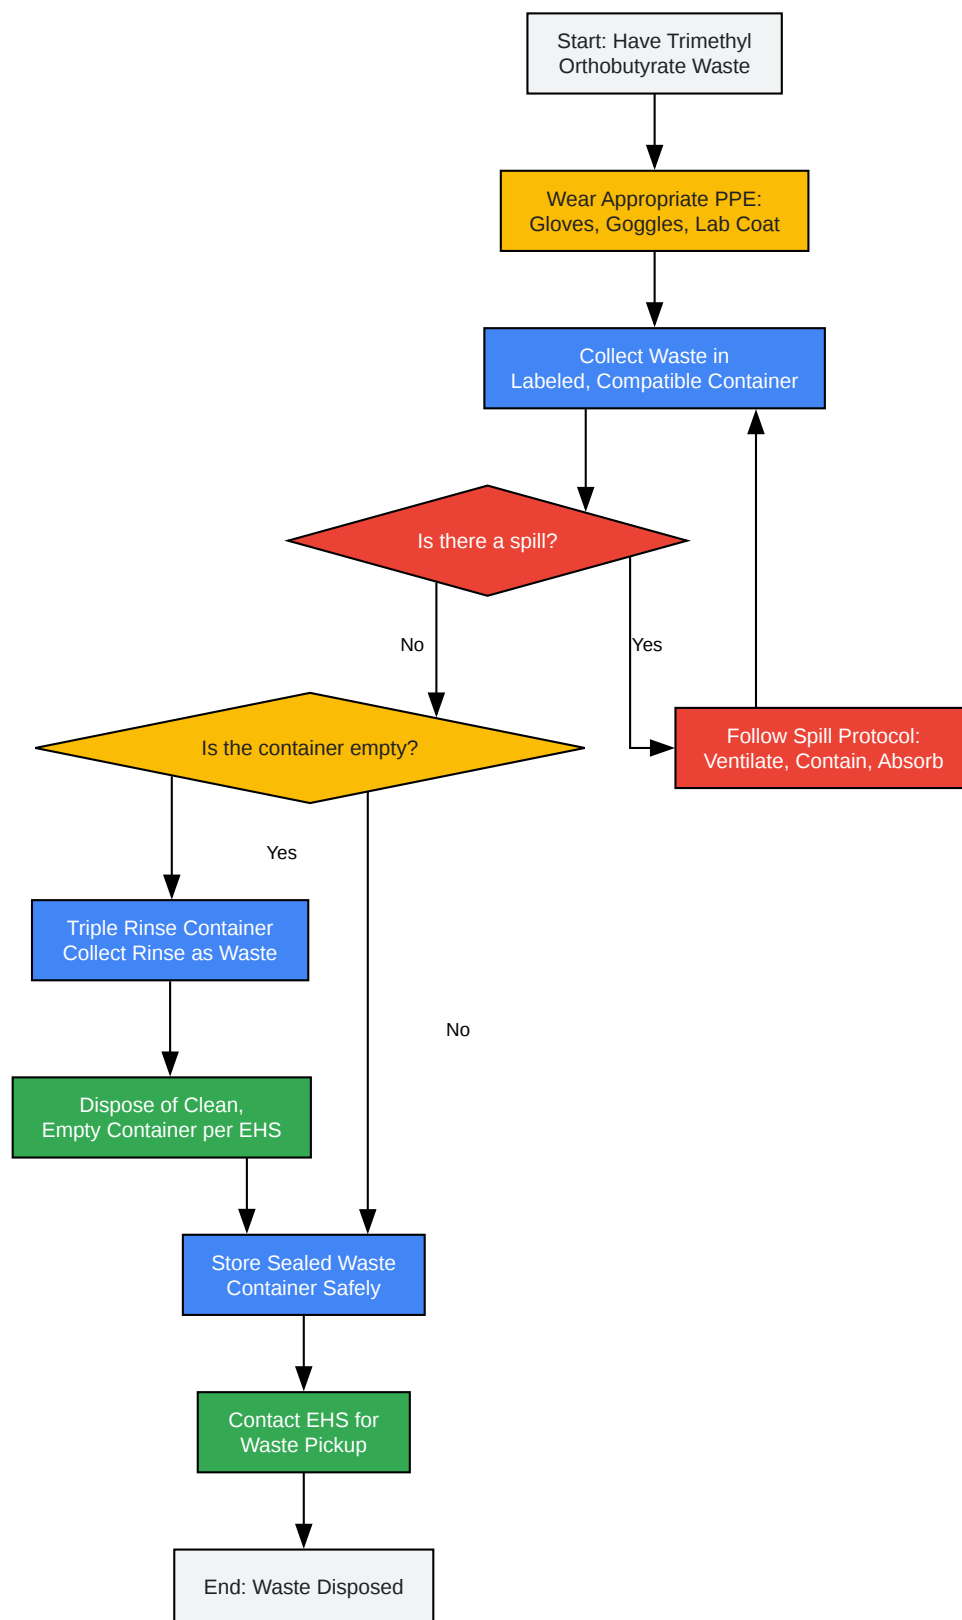 Start: Have Trimethyl
Orthobutyrate Waste
Wear Appropriate PPE:
Gloves, Goggles, Lab Coat
Collect Waste in
Labeled, Compatible Container
Is there a spill?
No
Yes
Is the container empty?
Follow Spill Protocol:
Ventilate, Contain, Absorb
Yes
Triple Rinse Container
Collect Rinse as Waste
No
Dispose of Clean,
Empty Container per EHS
Store Sealed Waste
Container Safely
Contact EHS for
Waste Pickup
End: Waste Disposed